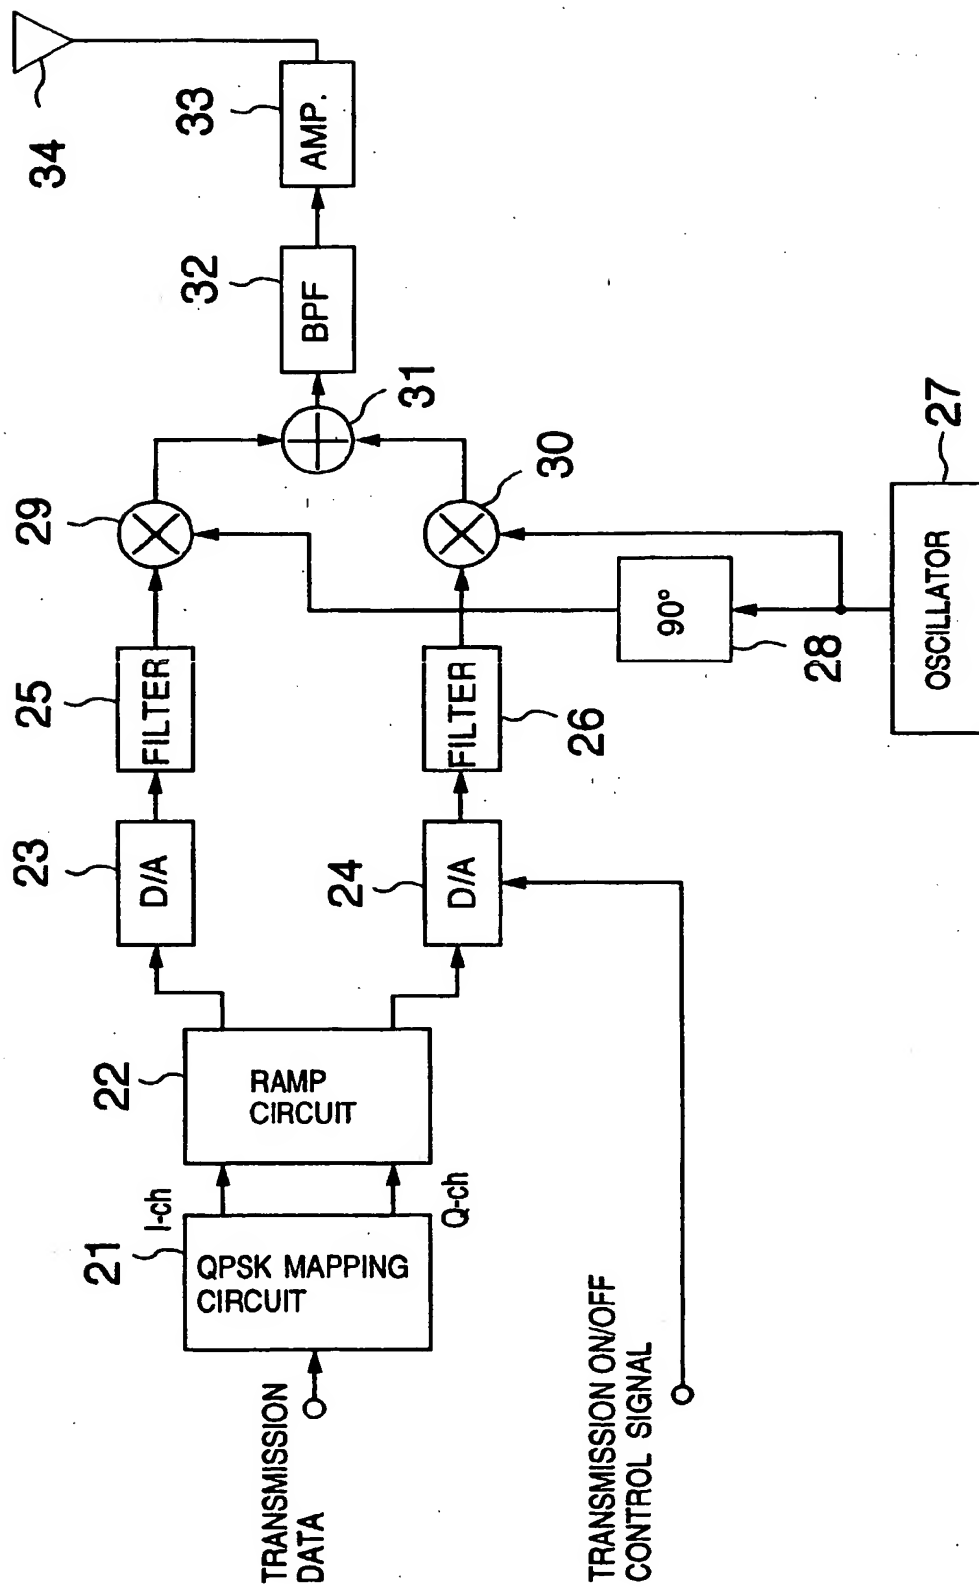 TRANSMISSION
DATA
21
QPSK MAPPING
CIRCUIT
I-ch
Q-ch
22
RAMP
CIRCUIT
23
D/A
24
D/A
25
FILTER
26
FILTER
TRANSMISSION ON/OFF
CONTROL SIGNAL
27
OSCILLATOR
28
90°
29
30
31
32
BPF
33
AMP.
34